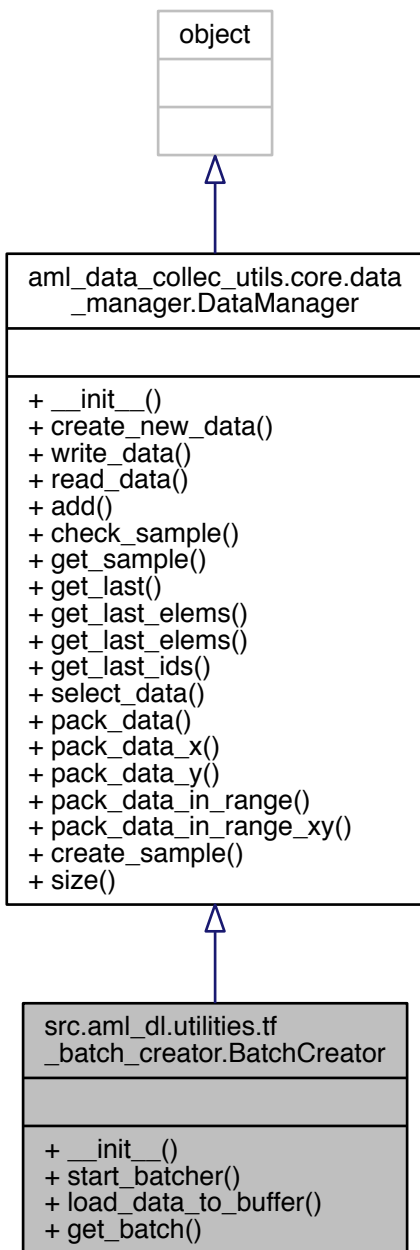 object
aml_data_collec_utils.core.data
_manager.DataManager
+ __init__()
+ create_new_data()
+ write_data()
+ read_data()
+ add()
+ check_sample()
+ get_sample()
+ get_last()
+ get_last_elems()
+ get_last_elems()
+ get_last_ids()
+ select_data()
+ pack_data()
+ pack_data_x()
+ pack_data_y()
+ pack_data_in_range()
+ pack_data_in_range_xy()
+ create_sample()
+ size()
src.aml_dl.utilities.tf
_batch_creator.BatchCreator
+ __init__()
+ start_batcher()
+ load_data_to_buffer()
+ get_batch()